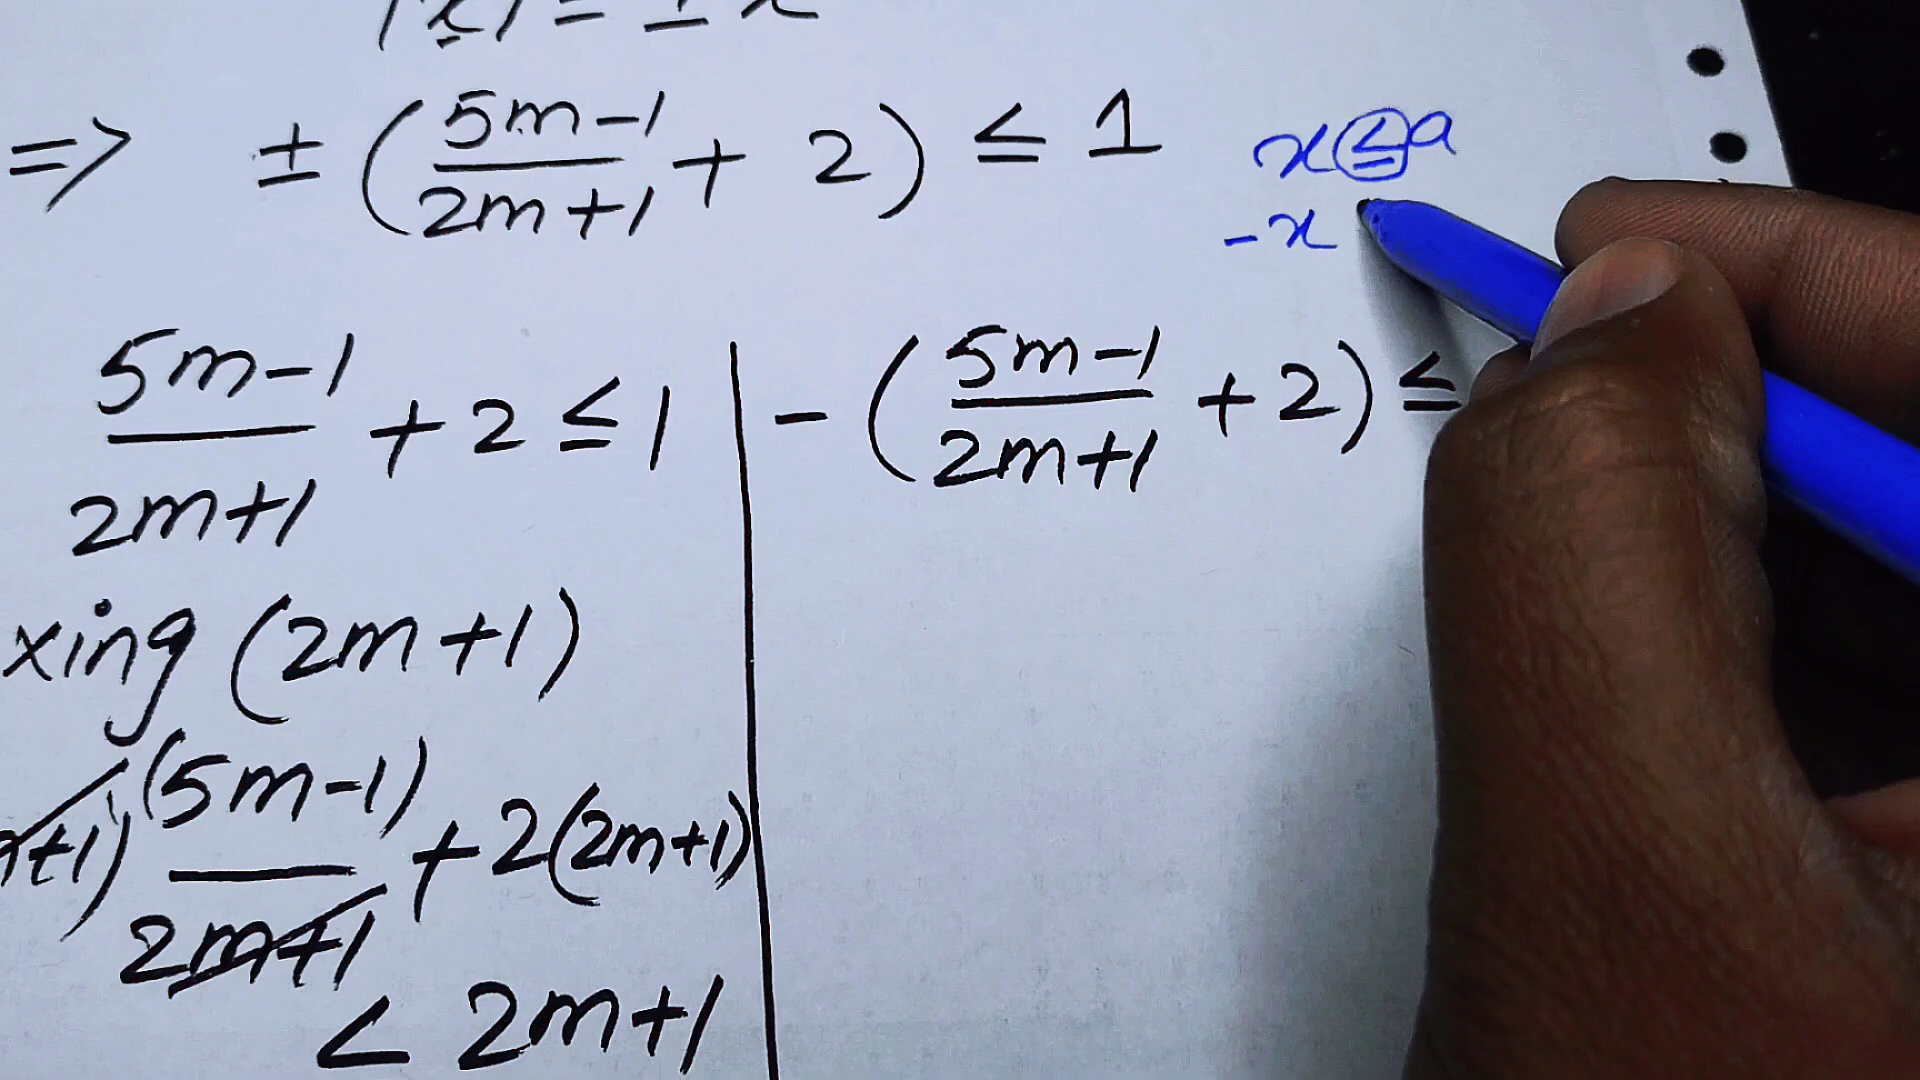 |x| = ± x
=> ± ( (5m-1)/(2m+1) + 2 ) ≤ 1
x ≤ a
-x
(5m-1)/(2m+1) + 2 ≤ 1
- ( (5m-1)/(2m+1) + 2 ) ≤
xing (2m+1)
+1) (5m-1)/(2m+1) + 2(2m+1)
< 2m+1